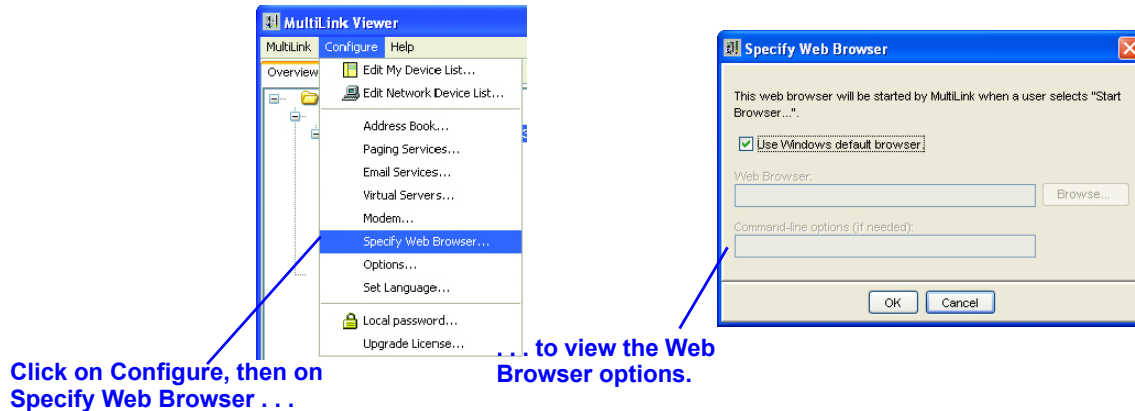 MultiLink Viewer
MultiLink Configure Help
Overview
Edit My Device List...
Edit Network Device List...
Address Book...
Paging Services...
Email Services...
Virtual Servers...
Modem...
Specify Web Browser...
Options...
Set Language...
Local password...
Upgrade License...
Click on Configure, then on
Specify Web Browser . . .
Specify Web Browser
This web browser will be started by MultiLink when a user selects "Start
Browser...".
Use Windows default browser.
Web Browser:
Browse...
Command-line options (if needed):
OK Cancel
. . . to view the Web
Browser options.